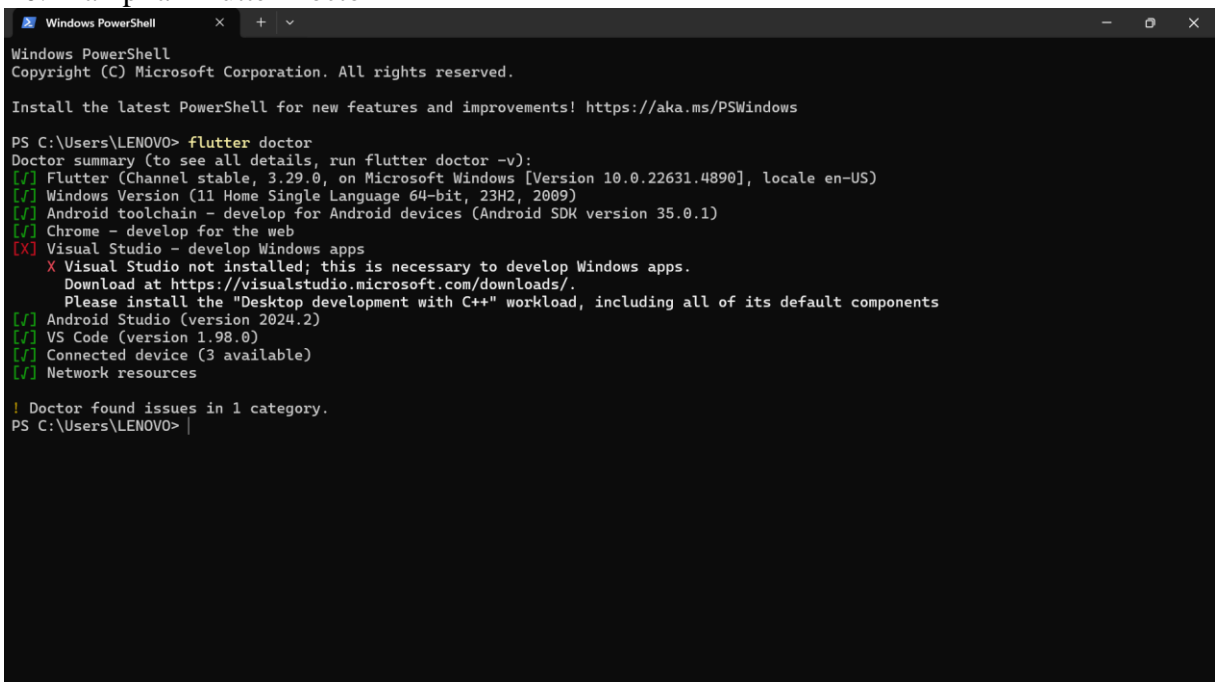 Windows PowerShell
Windows PowerShell
Copyright (C) Microsoft Corporation. All rights reserved.
Install the latest PowerShell for new features and improvements! https://aka.ms/PSWindows
PS C:\Users\LENOVO> flutter doctor
Doctor summary (to see all details, run flutter doctor -v):
[√] Flutter (Channel stable, 3.29.0, on Microsoft Windows [Version 10.0.22631.4890], locale en-US)
[√] Windows Version (11 Home Single Language 64-bit, 23H2, 2009)
[√] Android toolchain - develop for Android devices (Android SDK version 35.0.1)
[√] Chrome - develop for the web
[X] Visual Studio - develop Windows apps
X Visual Studio not installed; this is necessary to develop Windows apps.
Download at https://visualstudio.microsoft.com/downloads/.
Please install the "Desktop development with C++" workload, including all of its default components
[√] Android Studio (version 2024.2)
[√] VS Code (version 1.98.0)
[√] Connected device (3 available)
[√] Network resources
! Doctor found issues in 1 category.
PS C:\Users\LENOVO>